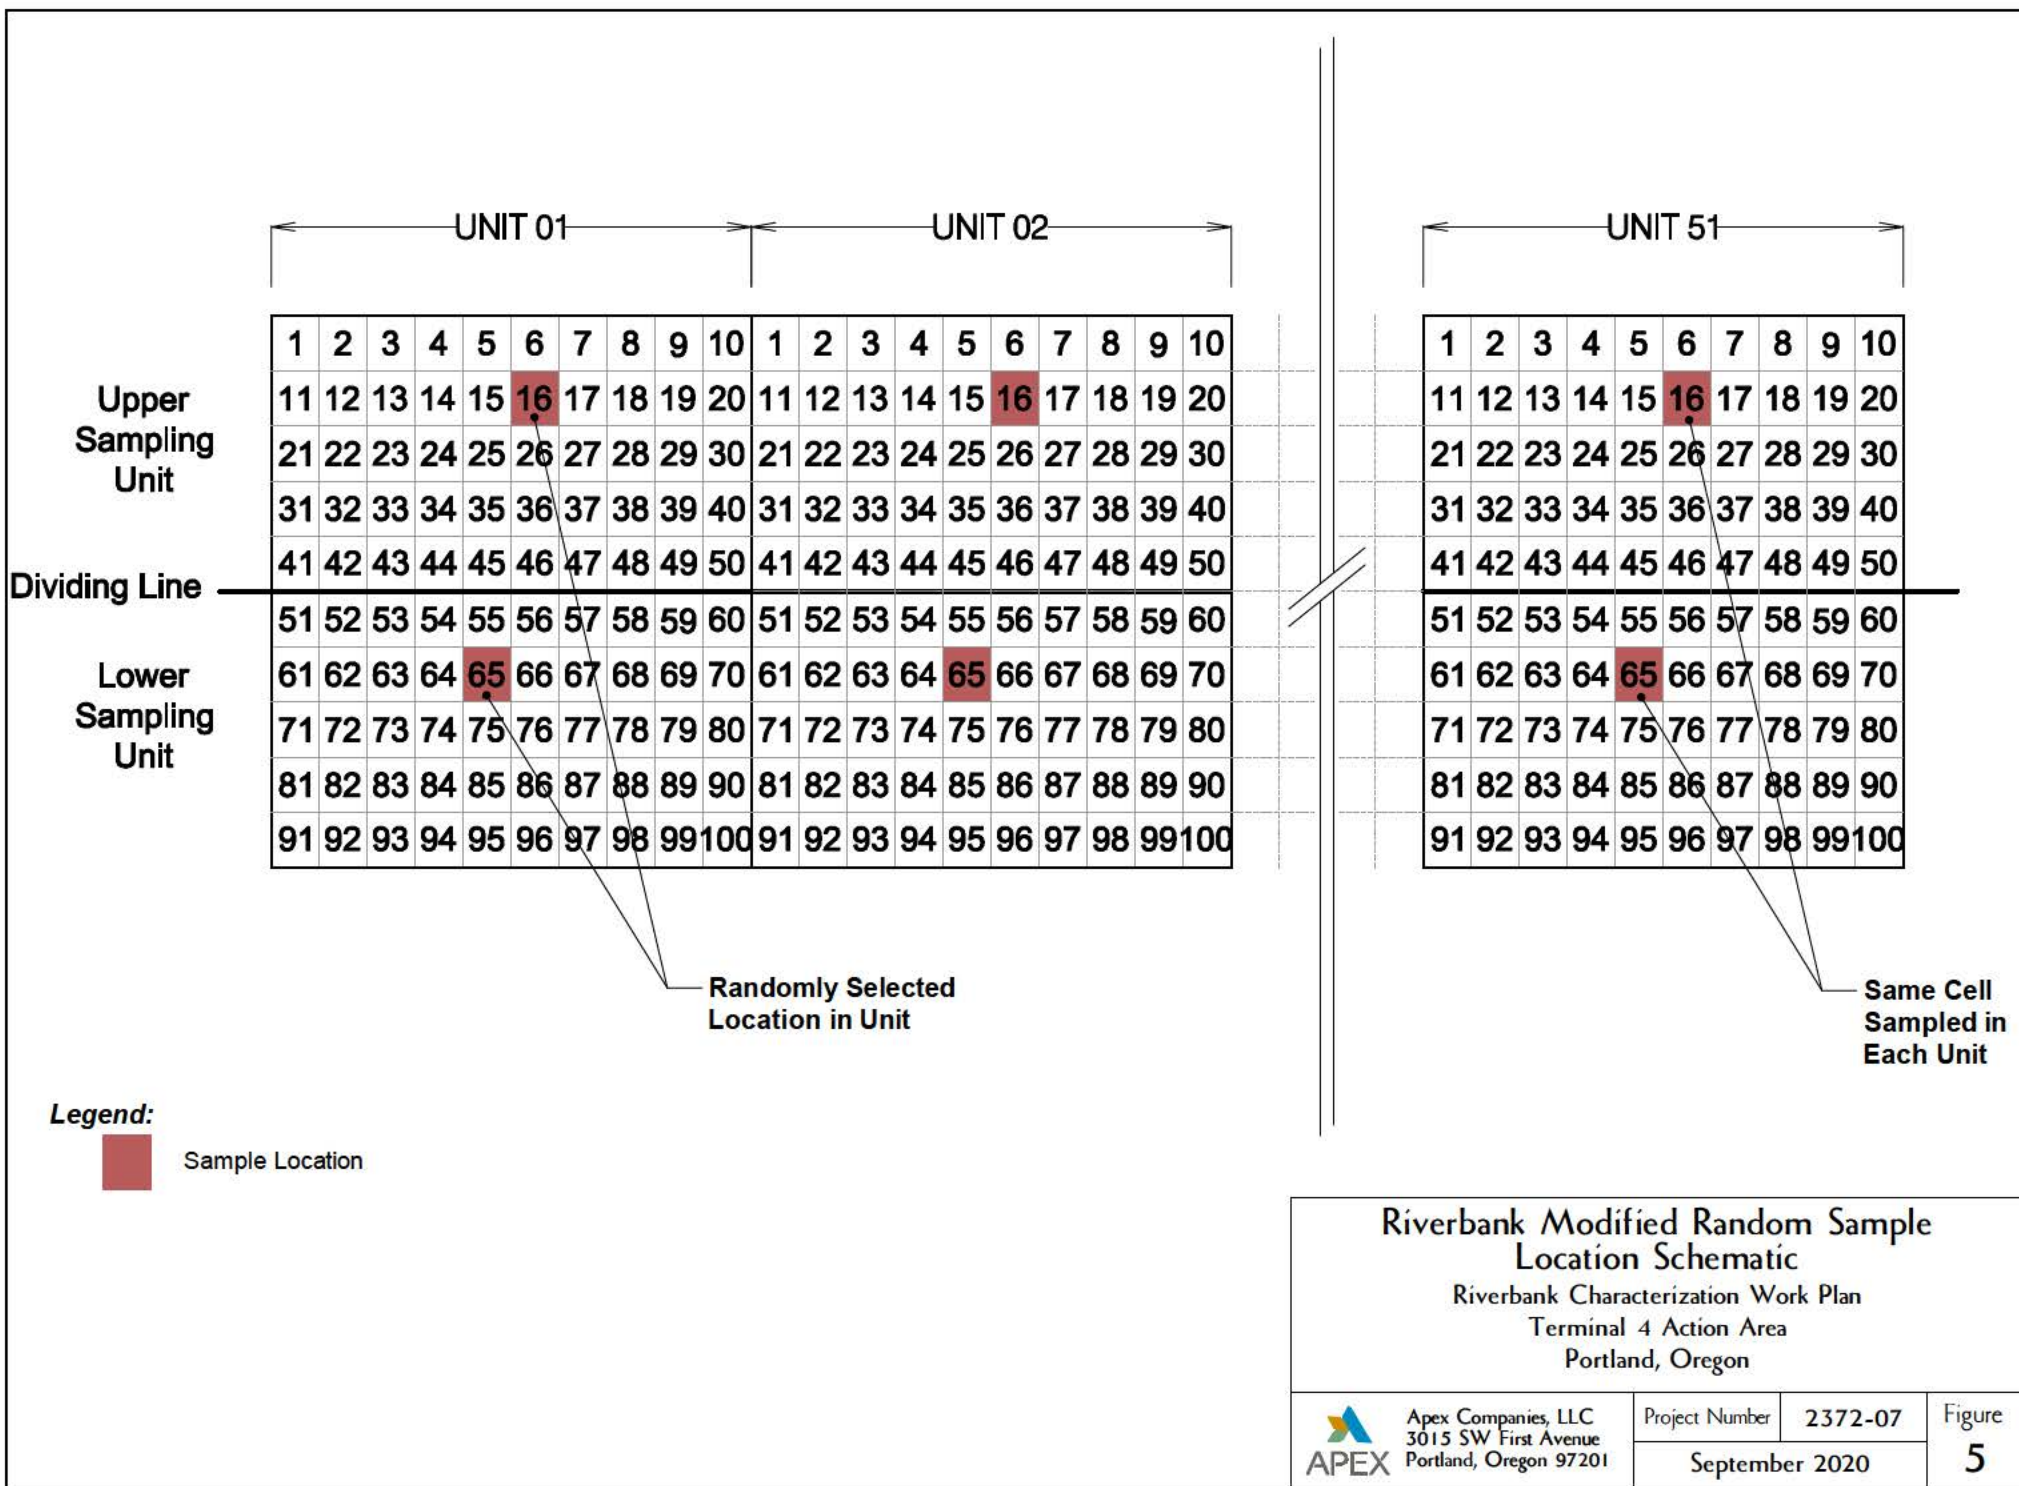 UNIT 01 UNIT 02 UNIT 51
1 2 3 4 5 6 7 8 9 10 1 2 3 4 5 6 7 8 9 10 1 2 3 4 5 6 7 8 9 10
11 12 13 14 15 16 17 18 19 20 11 12 13 14 15 16 17 18 19 20 11 12 13 14 15 16 17 18 19 20
21 22 23 24 25 26 27 28 29 30 21 22 23 24 25 26 27 28 29 30 21 22 23 24 25 26 27 28 29 30
31 32 33 34 35 36 37 38 39 40 31 32 33 34 35 36 37 38 39 40 31 32 33 34 35 36 37 38 39 40
41 42 43 44 45 46 47 48 49 50 41 42 43 44 45 46 47 48 49 50 41 42 43 44 45 46 47 48 49 50
51 52 53 54 55 56 57 58 59 60 51 52 53 54 55 56 57 58 59 60 51 52 53 54 55 56 57 58 59 60
61 62 63 64 65 66 67 68 69 70 61 62 63 64 65 66 67 68 69 70 61 62 63 64 65 66 67 68 69 70
71 72 73 74 75 76 77 78 79 80 71 72 73 74 75 76 77 78 79 80 71 72 73 74 75 76 77 78 79 80
81 82 83 84 85 86 87 88 89 90 81 82 83 84 85 86 87 88 89 90 81 82 83 84 85 86 87 88 89 90
91 92 93 94 95 96 97 98 99 100 91 92 93 94 95 96 97 98 99 100 91 92 93 94 95 96 97 98 99 100
Upper
Sampling
Unit
Dividing Line
Lower
Sampling
Unit
Randomly Selected
Location in Unit
Same Cell
Sampled in
Each Unit
Legend:
Sample Location
Riverbank Modified Random Sample
Location Schematic
Riverbank Characterization Work Plan
Terminal 4 Action Area
Portland, Oregon
APEX
Apex Companies, LLC
3015 SW First Avenue
Portland, Oregon 97201
Project Number 2372-07
September 2020
Figure
5